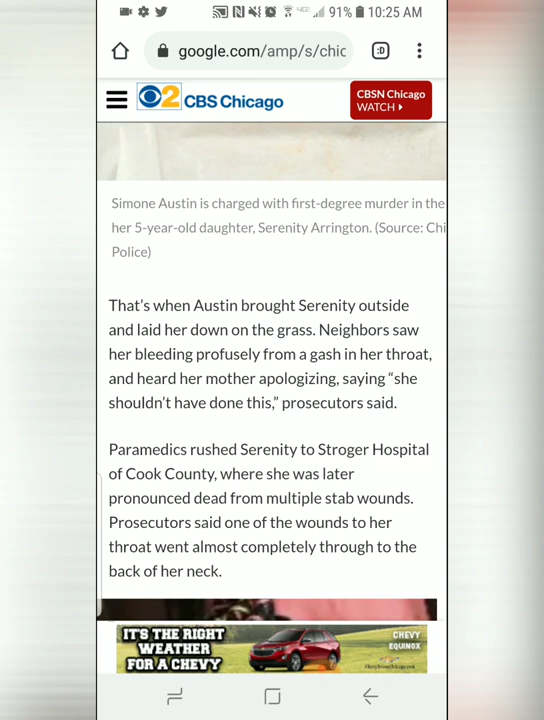 91% 10:25 AM
google.com/amp/s/chic
:D
2 CBS Chicago
CBSN Chicago
WATCH
Simone Austin is charged with first-degree murder in the
her 5-year-old daughter, Serenity Arrington. (Source: Chi
Police)
That’s when Austin brought Serenity outside
and laid her down on the grass. Neighbors saw
her bleeding profusely from a gash in her throat,
and heard her mother apologizing, saying “she
shouldn’t have done this,” prosecutors said.
Paramedics rushed Serenity to Stroger Hospital
of Cook County, where she was later
pronounced dead from multiple stab wounds.
Prosecutors said one of the wounds to her
throat went almost completely through to the
back of her neck.
IT'S THE RIGHT
WEATHER
FOR A CHEVY
CHEVY
EQUINOX